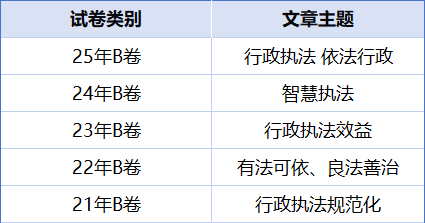 试卷类别 文章主题
25年B卷 行政执法 依法行政
24年B卷 智慧执法
23年B卷 行政执法效益
22年B卷 有法可依、良法善治
21年B卷 行政执法规范化